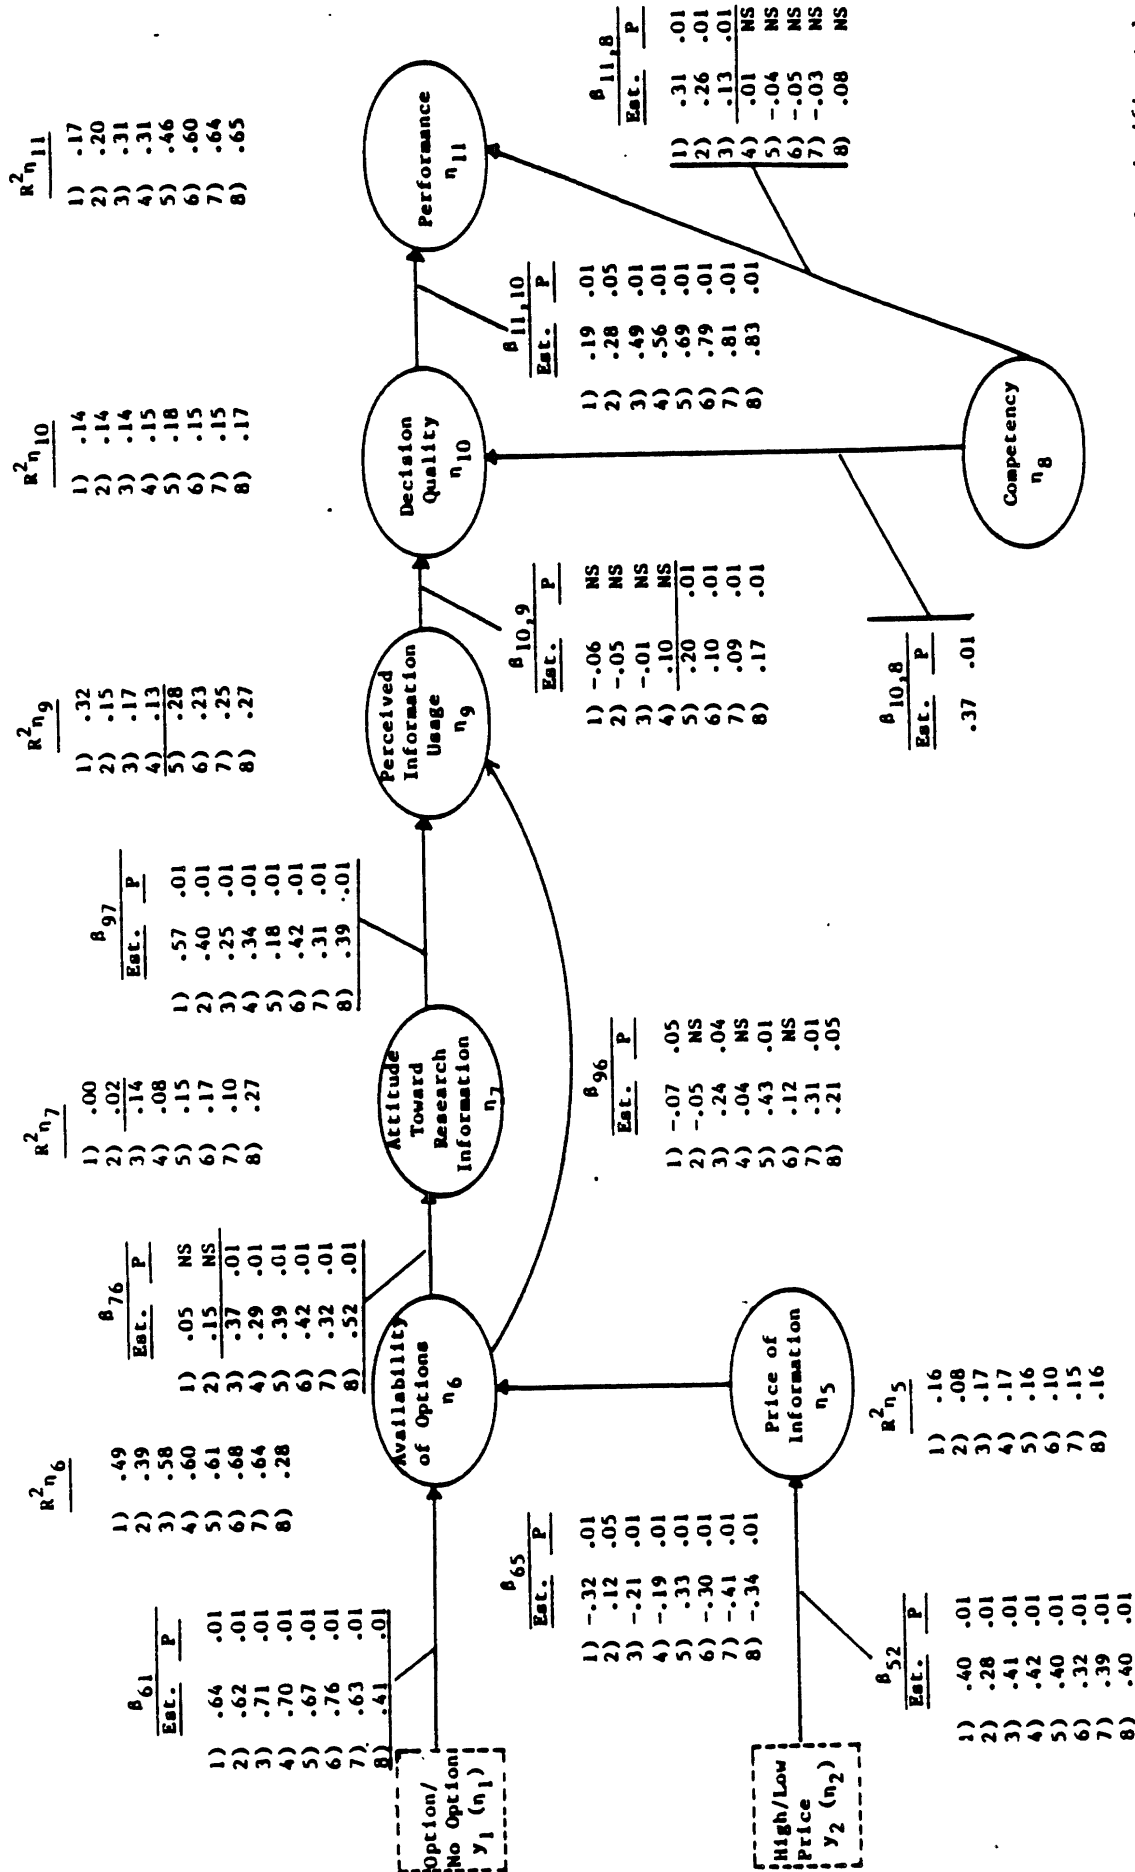 β61
Est. P
1) .64 .01
2) .62 .01
3) .71 .01
4) .70 .01
5) .67 .01
6) .76 .01
7) .63 .01
8) .41 .01
R²η6
1) .49
2) .39
3) .58
4) .60
5) .61
6) .68
7) .64
8) .28
β76
Est. P
1) .05 NS
2) .15 NS
3) .37 .01
4) .29 .01
5) .39 .01
6) .42 .01
7) .32 .01
8) .52 .01
R²η7
1) .00
2) .02
3) .14
4) .08
5) .15
6) .17
7) .10
8) .27
β97
Est. P
1) .57 .01
2) .40 .01
3) .25 .01
4) .34 .01
5) .18 .01
6) .42 .01
7) .31 .01
8) .39 .01
R²η9
1) .32
2) .15
3) .17
4) .13
5) .28
6) .23
7) .25
8) .27
R²η10
1) .14
2) .14
3) .14
4) .15
5) .18
6) .15
7) .15
8) .17
R²η11
1) .17
2) .20
3) .31
4) .31
5) .46
6) .60
7) .64
8) .65
Option/
No Option
y1 (η1)
Availability
of Options
η6
Attitude
Toward
Research
Information
η7
Perceived
Information
Usage
η9
Decision
Quality
η10
Performance
η11
β65
Est. P
1) -.32 .01
2) .12 .05
3) -.21 .01
4) -.19 .01
5) .33 .01
6) -.30 .01
7) -.41 .01
8) -.34 .01
β96
Est. P
1) -.07 .05
2) -.05 NS
3) .24 .04
4) .04 NS
5) .43 .01
6) .12 NS
7) .31 .01
8) .21 .05
β10,9
Est. P
1) -.06 NS
2) -.05 NS
3) -.01 NS
4) .10 NS
5) .20 .01
6) .10 .01
7) .09 .01
8) .17 .01
β11,10
Est. P
1) .19 .01
2) .28 .05
3) .49 .01
4) .56 .01
5) .69 .01
6) .79 .01
7) .81 .01
8) .83 .01
β11,8
Est. P
1) .31 .01
2) .26 .01
3) .13 .01
4) .01 NS
5) -.04 NS
6) -.05 NS
7) -.03 NS
8) .08 NS
High/Low
Price
y2 (η2)
Price of
Information
η5
β52
Est. P
1) .40 .01
2) .28 .01
3) .41 .01
4) .42 .01
5) .40 .01
6) .32 .01
7) .39 .01
8) .40 .01
R²η5
1) .16
2) .08
3) .17
4) .17
5) .16
6) .10
7) .15
8) .16
β10,8
Est. P
.37 .01
Competency
η8